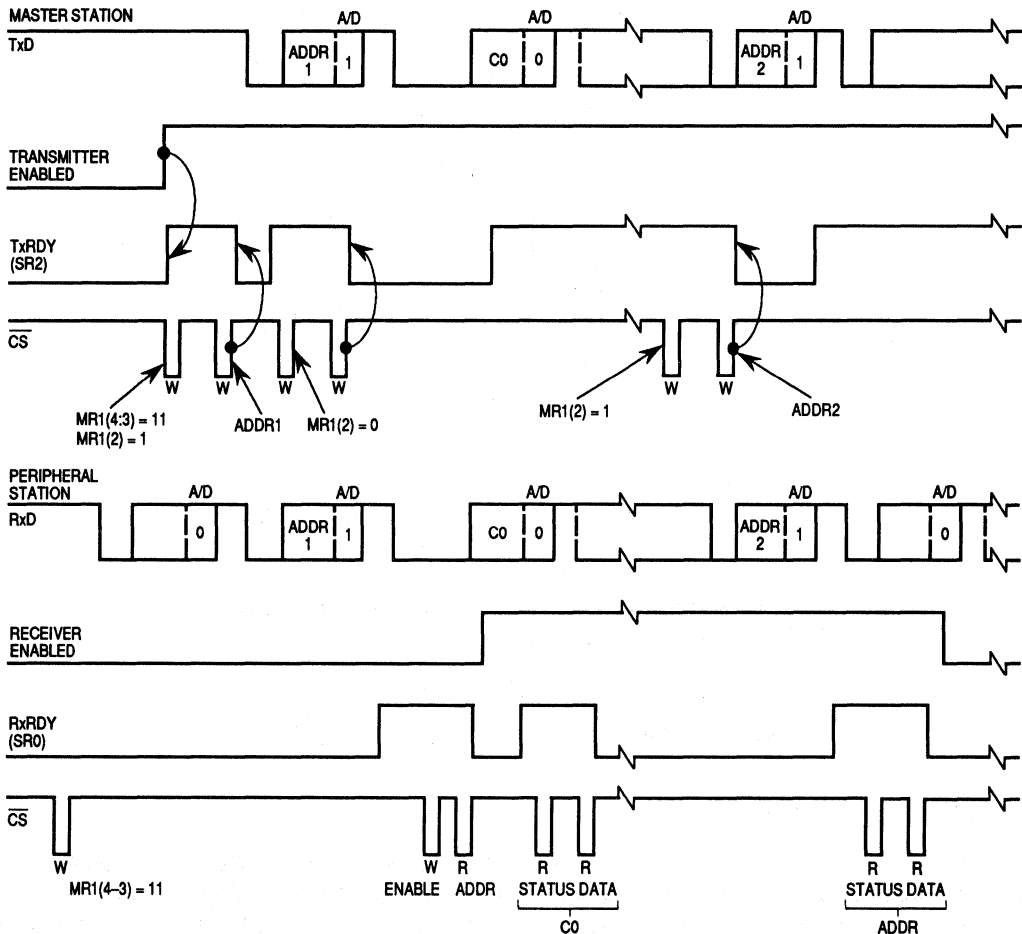 MASTER STATION
A/D A/D A/D
TxD
ADDR 1 1 C0 0 ADDR 2 1
TRANSMITTER
ENABLED
TxRDY
(SR2)
CS
W W W W W W
MR1(4:3) = 11
MR1(2) = 1
ADDR1
MR1(2) = 0
MR1(2) = 1
ADDR2
PERIPHERAL
STATION
A/D A/D A/D A/D A/D
RxD
0 ADDR 1 1 C0 0 ADDR 2 1 0
RECEIVER
ENABLED
RxRDY
(SR0)
CS
W W R R R R R
MR1(4–3) = 11 ENABLE ADDR STATUS DATA STATUS DATA
C0 ADDR